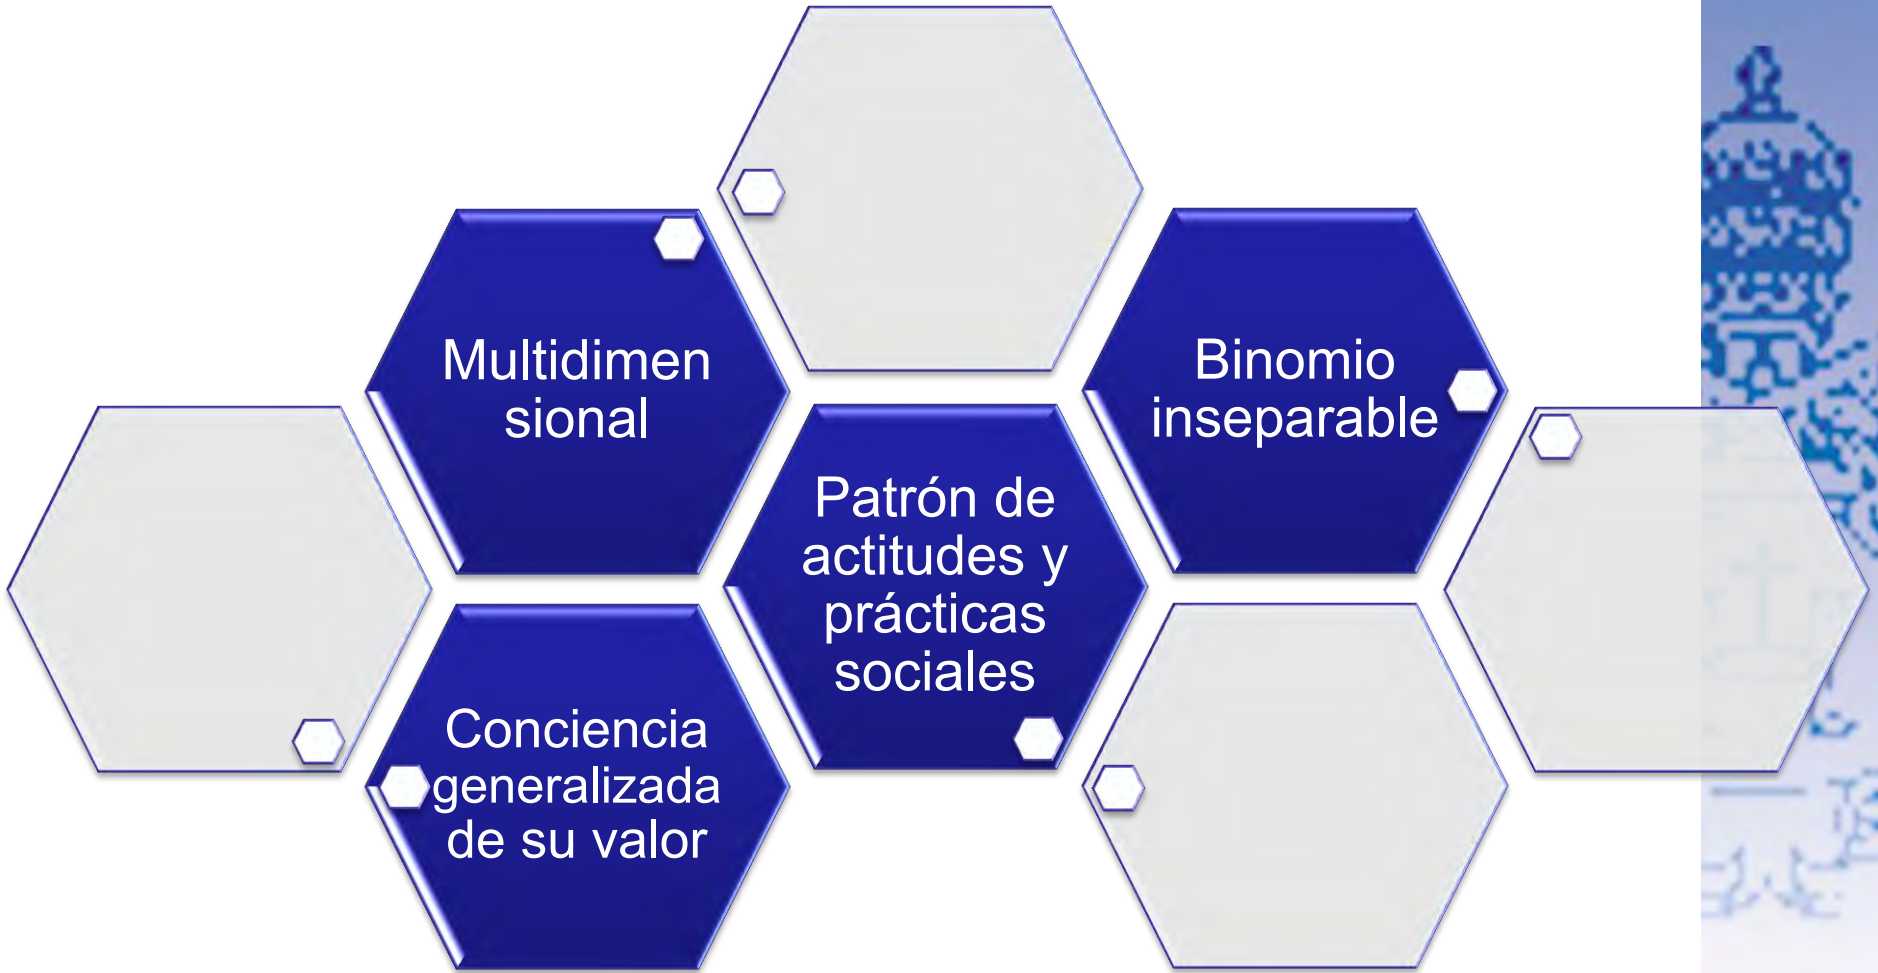 Multidimen
sional
Binomio
inseparable
Patrón de
actitudes y
prácticas
sociales
Conciencia
generalizada
de su valor